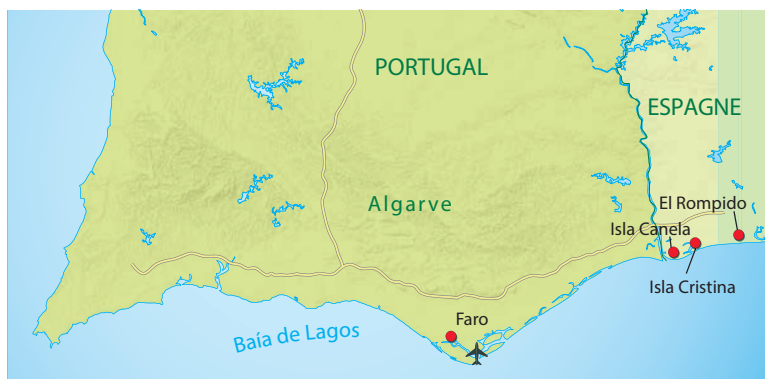 PORTUGAL
ESPAGNE
Algarve
El Rompido
Isla Canela
Isla Cristina
Faro
Baía de Lagos